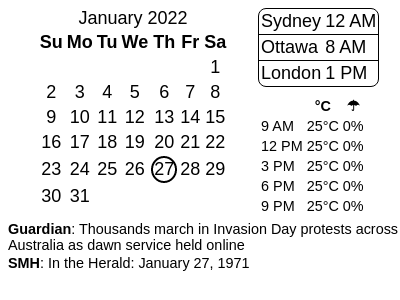 January 2022
Su Mo Tu We Th Fr Sa
1
2 3 4 5 6 7 8
9 10 11 12 13 14 15
16 17 18 19 20 21 22
23 24 25 26 27 28 29
30 31
Sydney 12 AM
Ottawa 8 AM
London 1 PM
°C ☂
9 AM 25°C 0%
12 PM 25°C 0%
3 PM 25°C 0%
6 PM 25°C 0%
9 PM 25°C 0%
Guardian: Thousands march in Invasion Day protests across
Australia as dawn service held online
SMH: In the Herald: January 27, 1971